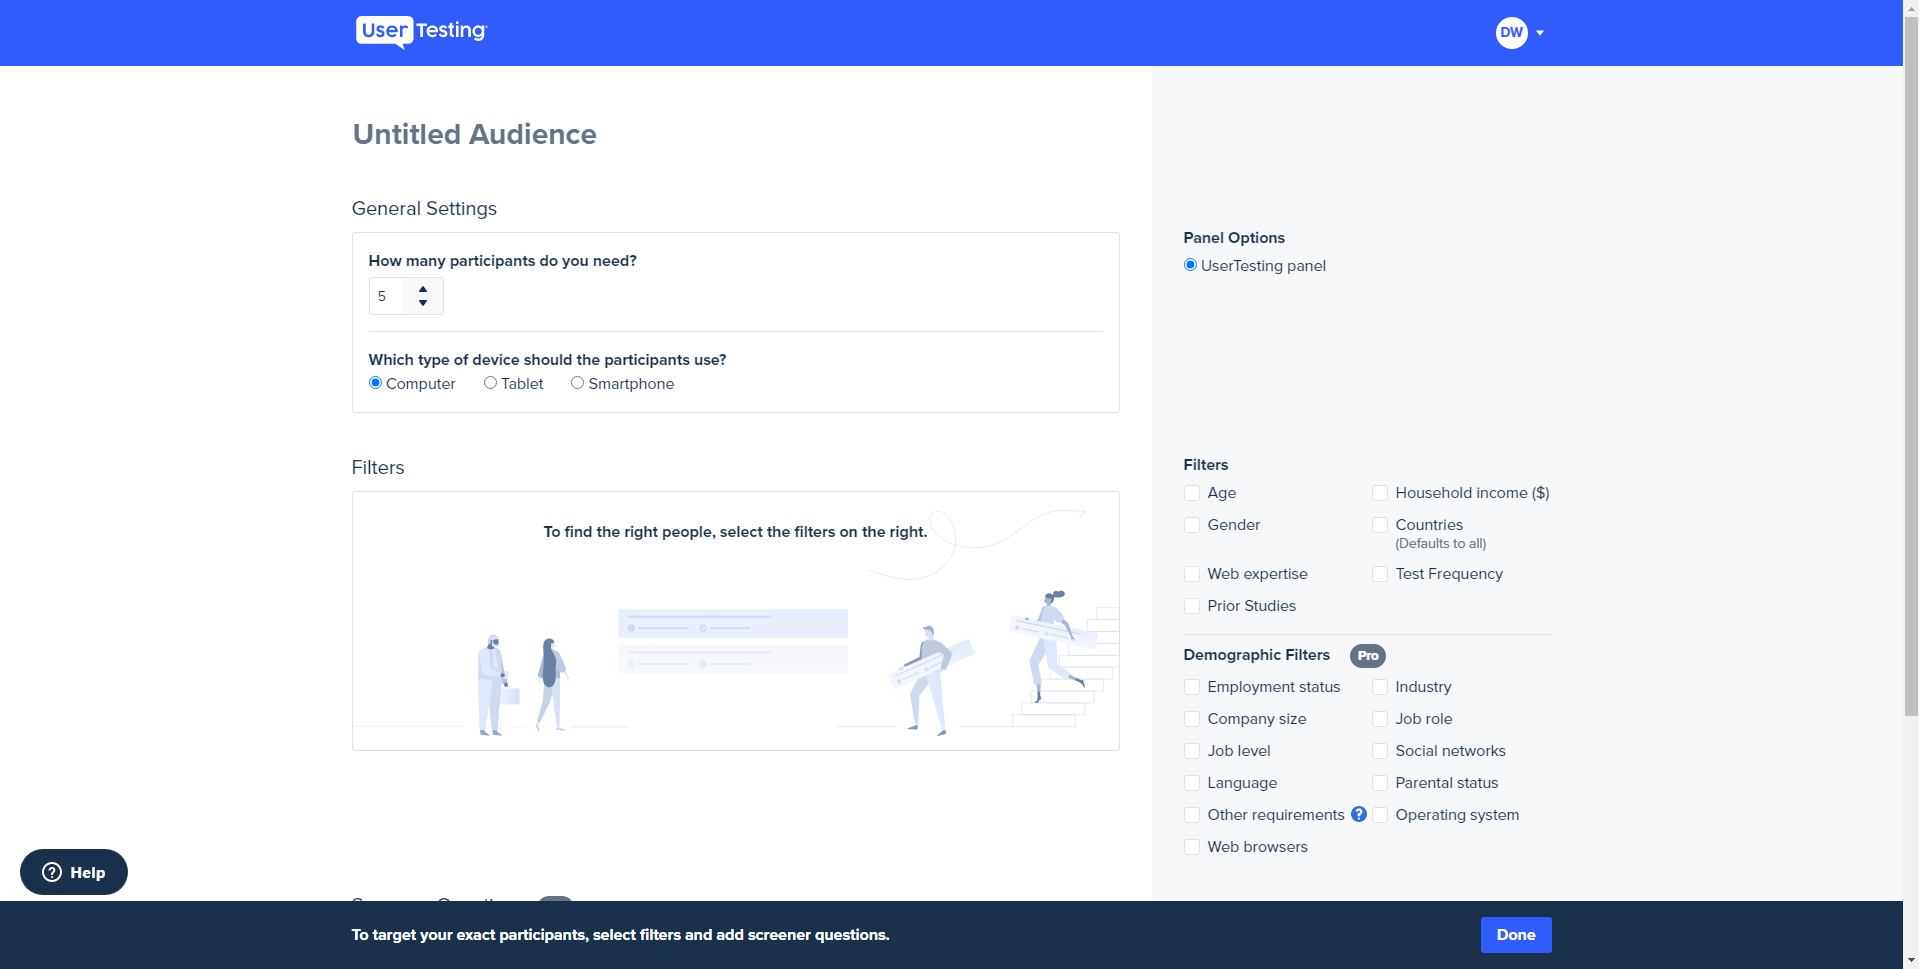 User Testing
DW
Untitled Audience
General Settings
How many participants do you need?
5
Which type of device should the participants use?
Computer
Tablet
Smartphone
Panel Options
UserTesting panel
Filters
To find the right people, select the filters on the right.
Filters
Age
Household income ($)
Gender
Countries
(Defaults to all)
Web expertise
Test Frequency
Prior Studies
Demographic Filters Pro
Employment status
Industry
Company size
Job role
Job level
Social networks
Language
Parental status
Other requirements ?
Operating system
Web browsers
? Help
To target your exact participants, select filters and add screener questions.
Done